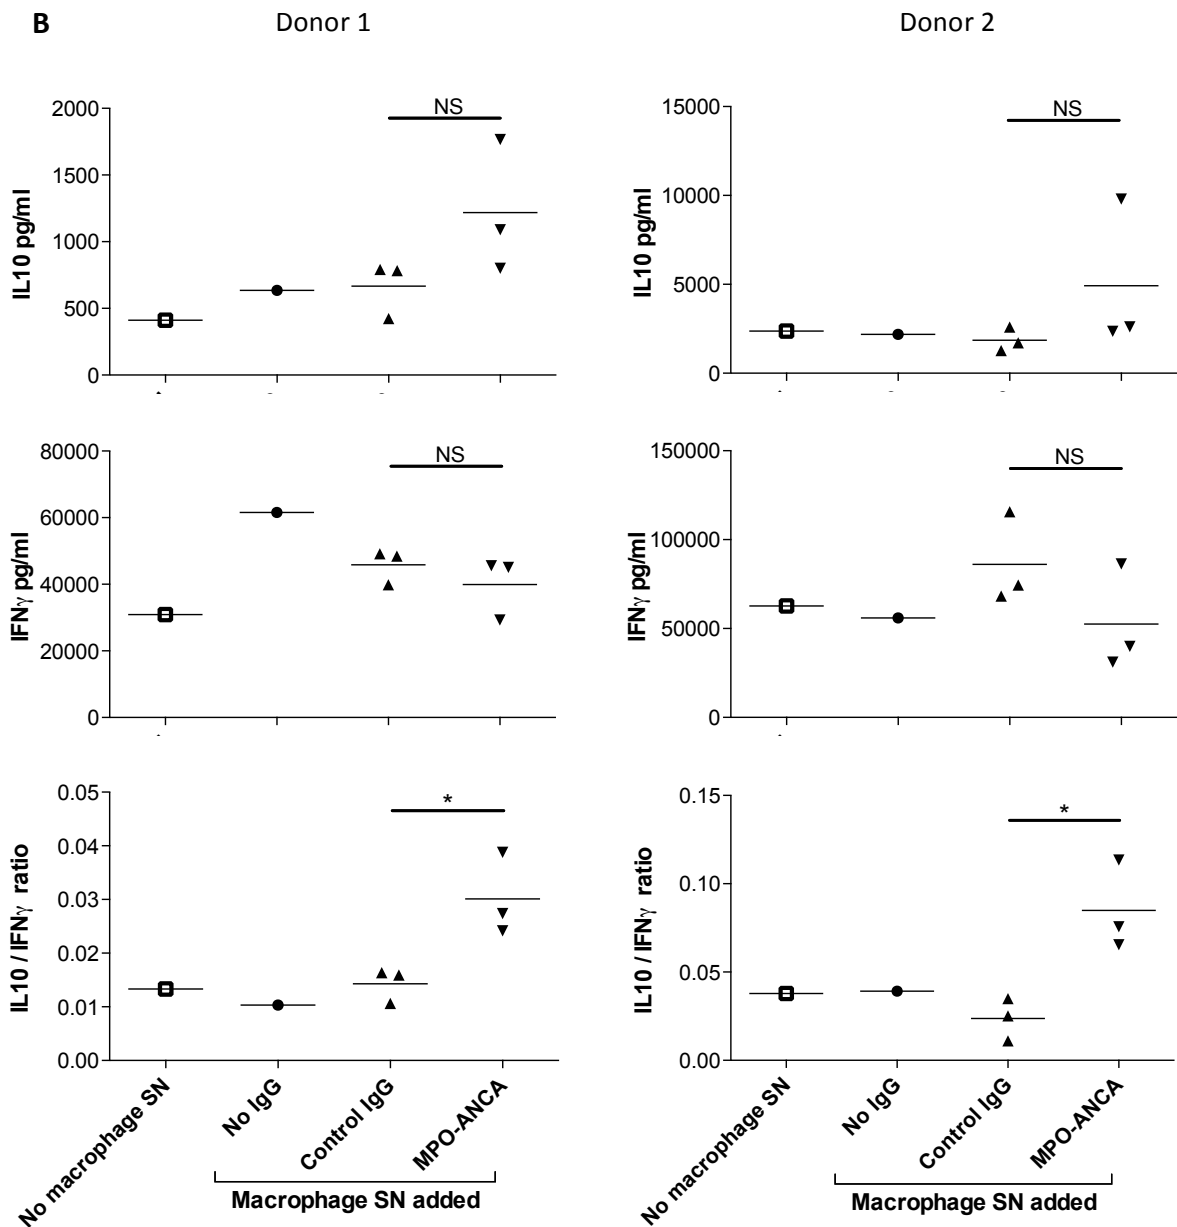 B
Donor 1
Donor 2
NS
2000
1500
1000
500
0
IL10 pg/ml
NS
15000
10000
5000
0
IL10 pg/ml
NS
80000
60000
40000
20000
0
IFNγ pg/ml
NS
150000
100000
50000
0
IFNγ pg/ml
*
0.05
0.04
0.03
0.02
0.01
0.00
IL10 / IFNγ ratio
*
0.15
0.10
0.05
0.00
IL10 / IFNγ ratio
No macrophage SN
No IgG
Control IgG
MPO-ANCA
Macrophage SN added
No macrophage SN
No IgG
Control IgG
MPO-ANCA
Macrophage SN added